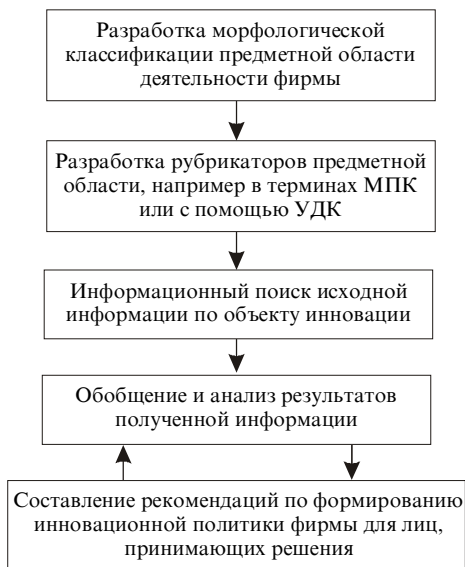 Разработка морфологической
классификации предметной области
деятельности фирмы
Разработка рубрикаторов предметной
области, например в терминах МПК
или с помощью УДК
Информационный поиск исходной
информации по объекту инновации
Обобщение и анализ результатов
полученной информации
Составление рекомендаций по формированию
инновационной политики фирмы для лиц,
принимающих решения